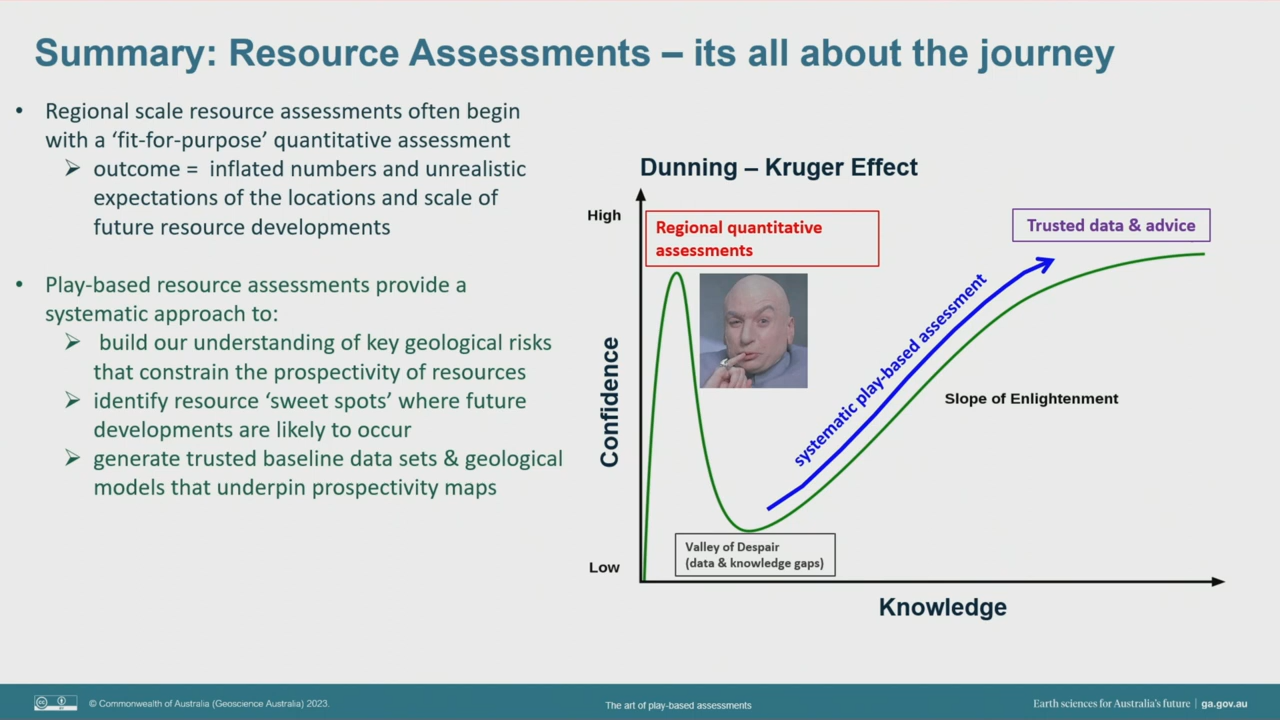 Summary: Resource Assessments – its all about the journey
• Regional scale resource assessments often begin
with a ‘fit-for-purpose’ quantitative assessment
➢ outcome = inflated numbers and unrealistic
expectations of the locations and scale of
future resource developments
• Play-based resource assessments provide a
systematic approach to:
➢ build our understanding of key geological risks
that constrain the prospectivity of resources
➢ identify resource ‘sweet spots’ where future
developments are likely to occur
➢ generate trusted baseline data sets & geological
models that underpin prospectivity maps
Dunning – Kruger Effect
High
Regional quantitative
assessments
Trusted data & advice
systematic play-based assessment
Confidence
Slope of Enlightenment
Valley of Despair
(data & knowledge gaps)
Low
Knowledge
cc
© Commonwealth of Australia (Geoscience Australia) 2023.
The art of play-based assessments
Earth sciences for Australia’s future | ga.gov.au